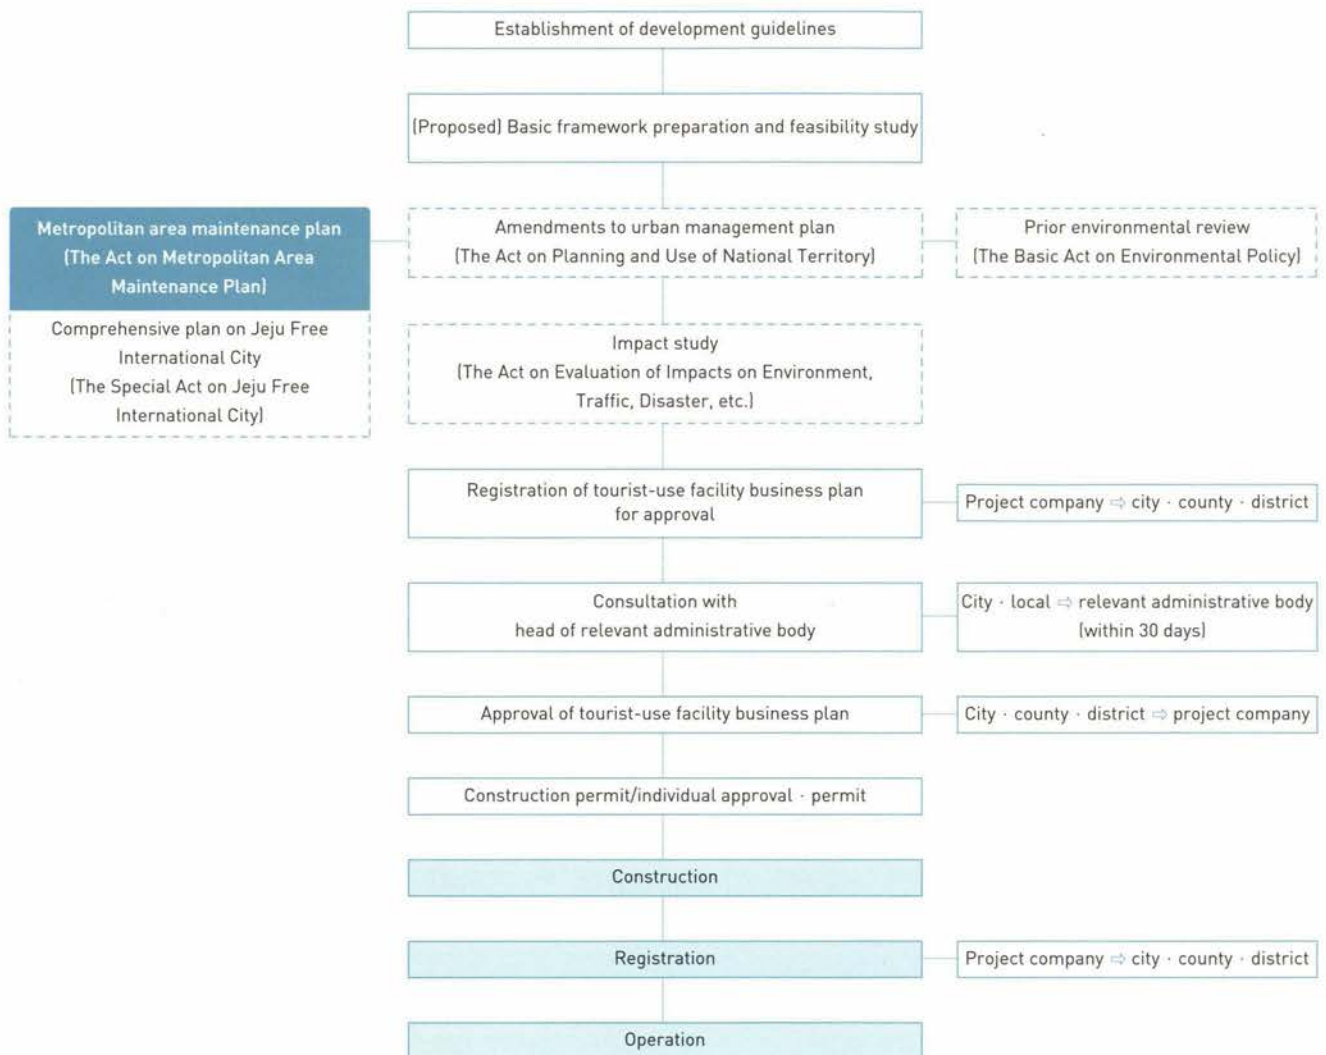 Establishment of development guidelines
(Proposed) Basic framework preparation and feasibility study
Metropolitan area maintenance plan
(The Act on Metropolitan Area
Maintenance Plan)
Comprehensive plan on Jeju Free
International City
(The Special Act on Jeju Free
International City)
Amendments to urban management plan
(The Act on Planning and Use of National Territory)
Prior environmental review
(The Basic Act on Environmental Policy)
Impact study
(The Act on Evaluation of Impacts on Environment,
Traffic, Disaster, etc.)
Registration of tourist-use facility business plan
for approval
Project company ⇨ city · county · district
Consultation with
head of relevant administrative body
City · local ⇨ relevant administrative body
(within 30 days)
Approval of tourist-use facility business plan
City · county · district ⇨ project company
Construction permit/individual approval · permit
Construction
Registration
Project company ⇨ city · county · district
Operation